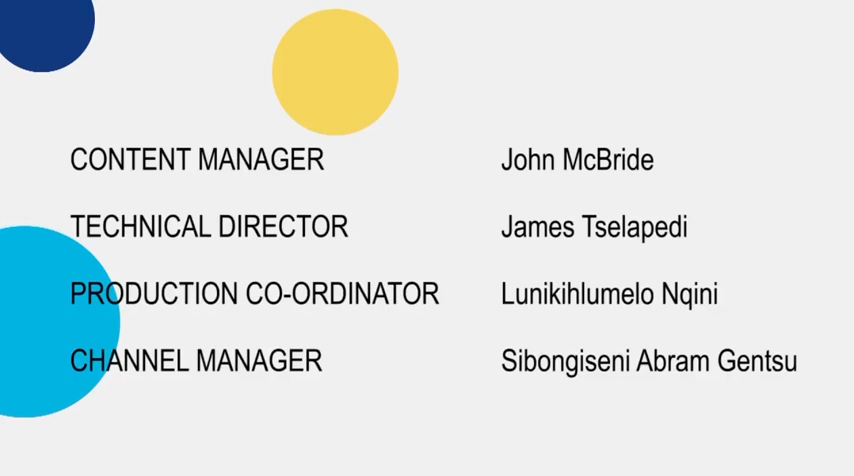 CONTENT MANAGER John McBride
TECHNICAL DIRECTOR James Tselapedi
PRODUCTION CO-ORDINATOR Lunikihlumelo Nqini
CHANNEL MANAGER Sibongiseni Abram Gentsu